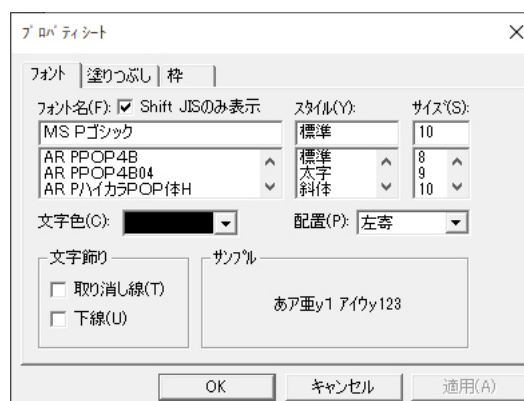 ﾌﾟﾛﾊﾟﾃｨｼｰﾄ
ﾌｫﾝﾄ 塗りつぶし 枠
ﾌｫﾝﾄ名(F): Shift JISのみ表示 ｽﾀｲﾙ(Y): ｻｲｽﾞ(S):
MS Pゴシック 標準 10
AR PPOP4B 標準 8
AR PPOP4B04 太字 9
AR PハイカラPOP体H 斜体 10
文字色(C): 配置(P): 左寄
文字飾り ｻﾝﾌﾟﾙ
取り消し線(T)
あア亜y1 アイウy123
下線(U)
OK キャンセル 適用(A)